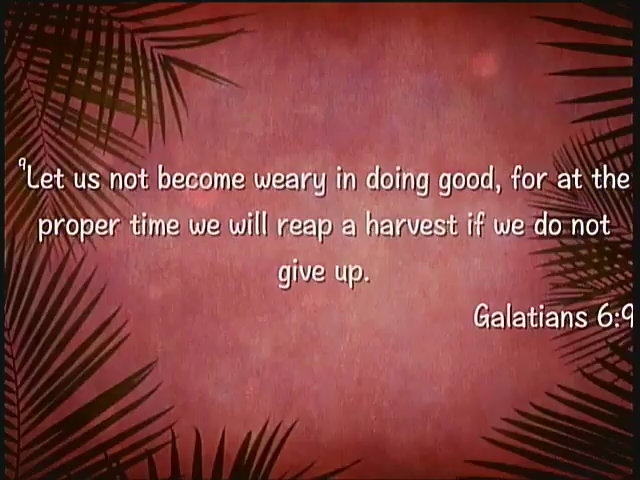 ⁹Let us not become weary in doing good, for at the
proper time we will reap a harvest if we do not
give up.
Galatians 6:9